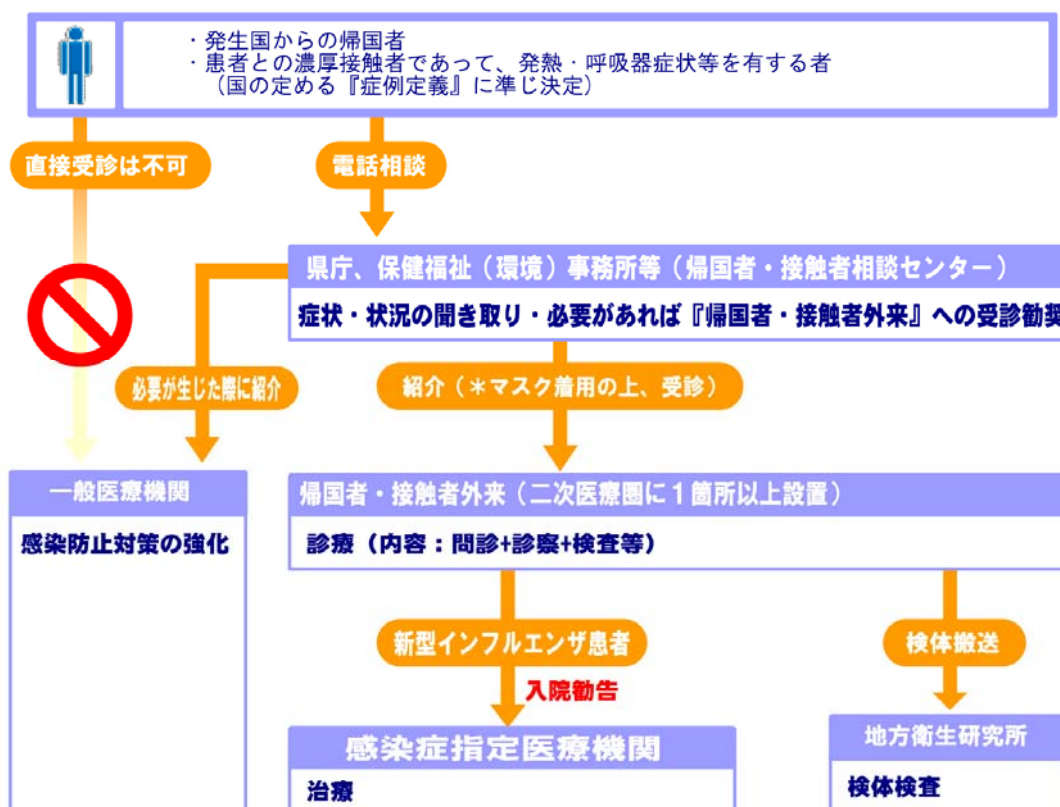 ・発生国からの帰国者
・患者との濃厚接触者であって、発熱・呼吸器症状等を有する者
（国の定める『症例定義』に準じ決定）
直接受診は不可
電話相談
県庁、保健福祉（環境）事務所等（帰国者・接触者相談センター）
症状・状況の聞き取り・必要があれば『帰国者・接触者外来』への受診勧奨
必要が生じた際に紹介
紹介（＊マスク着用の上、受診）
一般医療機関
感染防止対策の強化
帰国者・接触者外来（二次医療圏に１箇所以上設置）
診療（内容：問診+診察+検査等）
新型インフルエンザ患者
検体搬送
入院勧告
感染症指定医療機関
治療
地方衛生研究所
検体検査